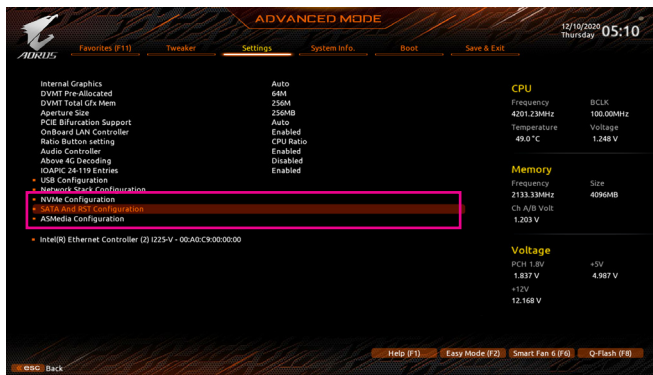 ADVANCED MODE
12/10/2020 Thursday 05:10
AORUS
Favorites (F11) Tweaker Settings System Info. Boot Save & Exit
Internal Graphics Auto
DVMT Pre-Allocated 64M
DVMT Total Gfx Mem 256M
Aperture Size 256MB
PCIE Bifurcation Support Auto
OnBoard LAN Controller Enabled
Ratio Button setting CPU Ratio
Audio Controller Enabled
Above 4G Decoding Disabled
IOAPIC 24-119 Entries Enabled
USB Configuration
Network Stack Configuration
NVMe Configuration
SATA And RST Configuration
ASMedia Configuration
Intel(R) Ethernet Controller (2) I225-V - 00:A0:C9:00:00:00
CPU
Frequency BCLK
4201.23MHz 100.00MHz
Temperature Voltage
49.0 °C 1.248 V
Memory
Frequency Size
2133.33MHz 4096MB
Ch A/B Volt
1.203 V
Voltage
PCH 1.8V +5V
1.837 V 4.987 V
+12V
12.168 V
Help (F1) Easy Mode (F2) Smart Fan 6 (F6) Q-Flash (F8)
esc Back